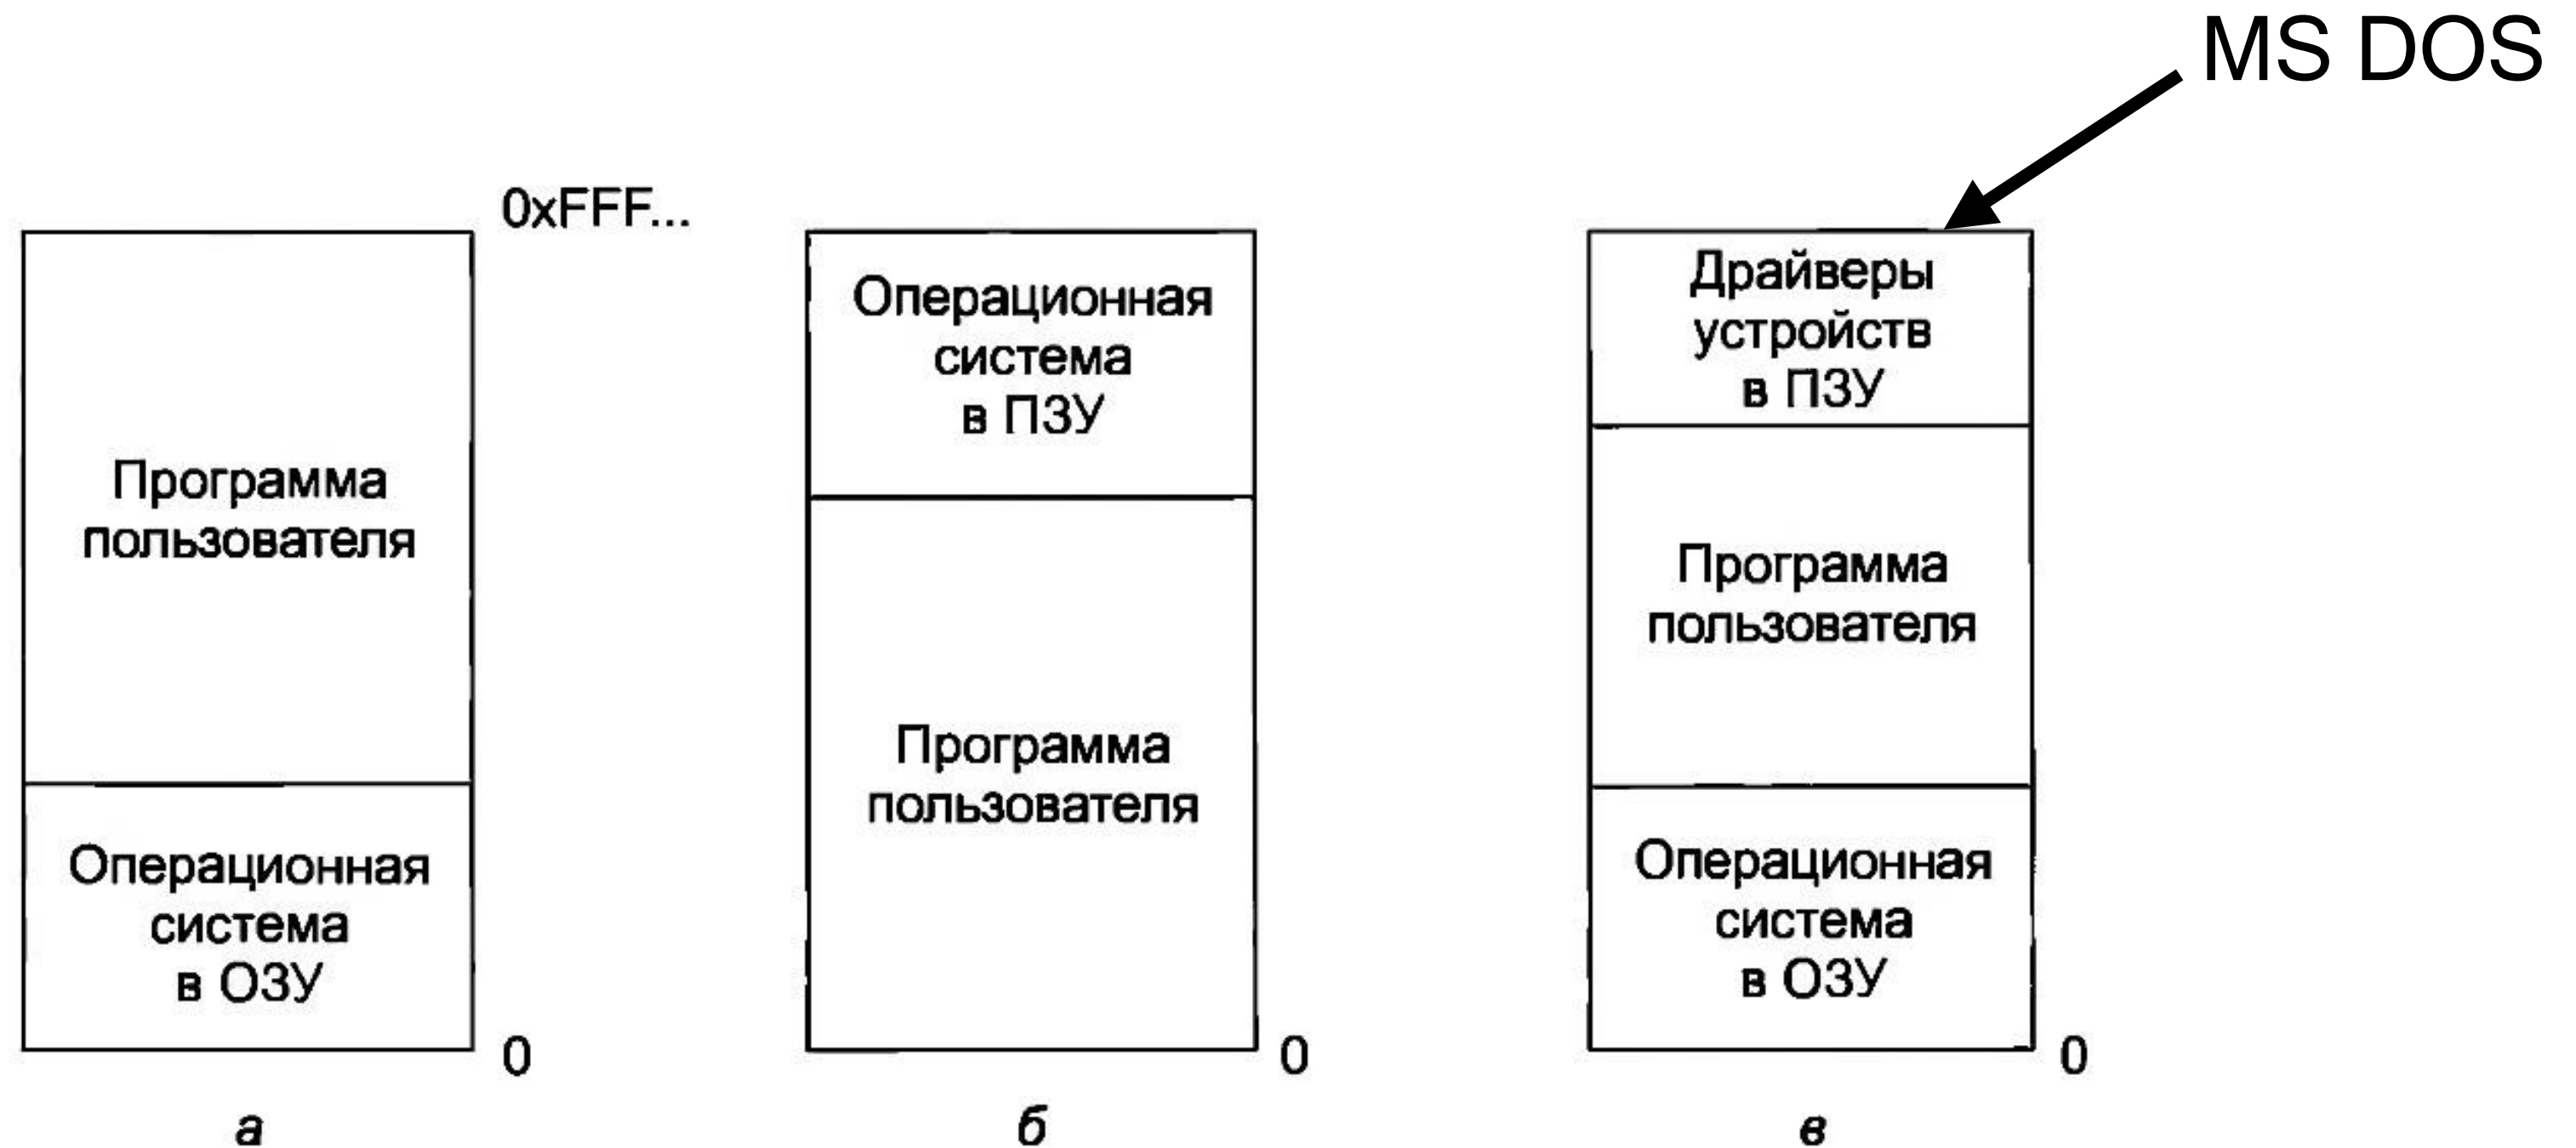 MS DOS
0xFFF...
Программа
пользователя
Операционная
система
в ОЗУ
0
а
Операционная
система
в ПЗУ
Программа
пользователя
0
б
Драйверы
устройств
в ПЗУ
Программа
пользователя
Операционная
система
в ОЗУ
0
в